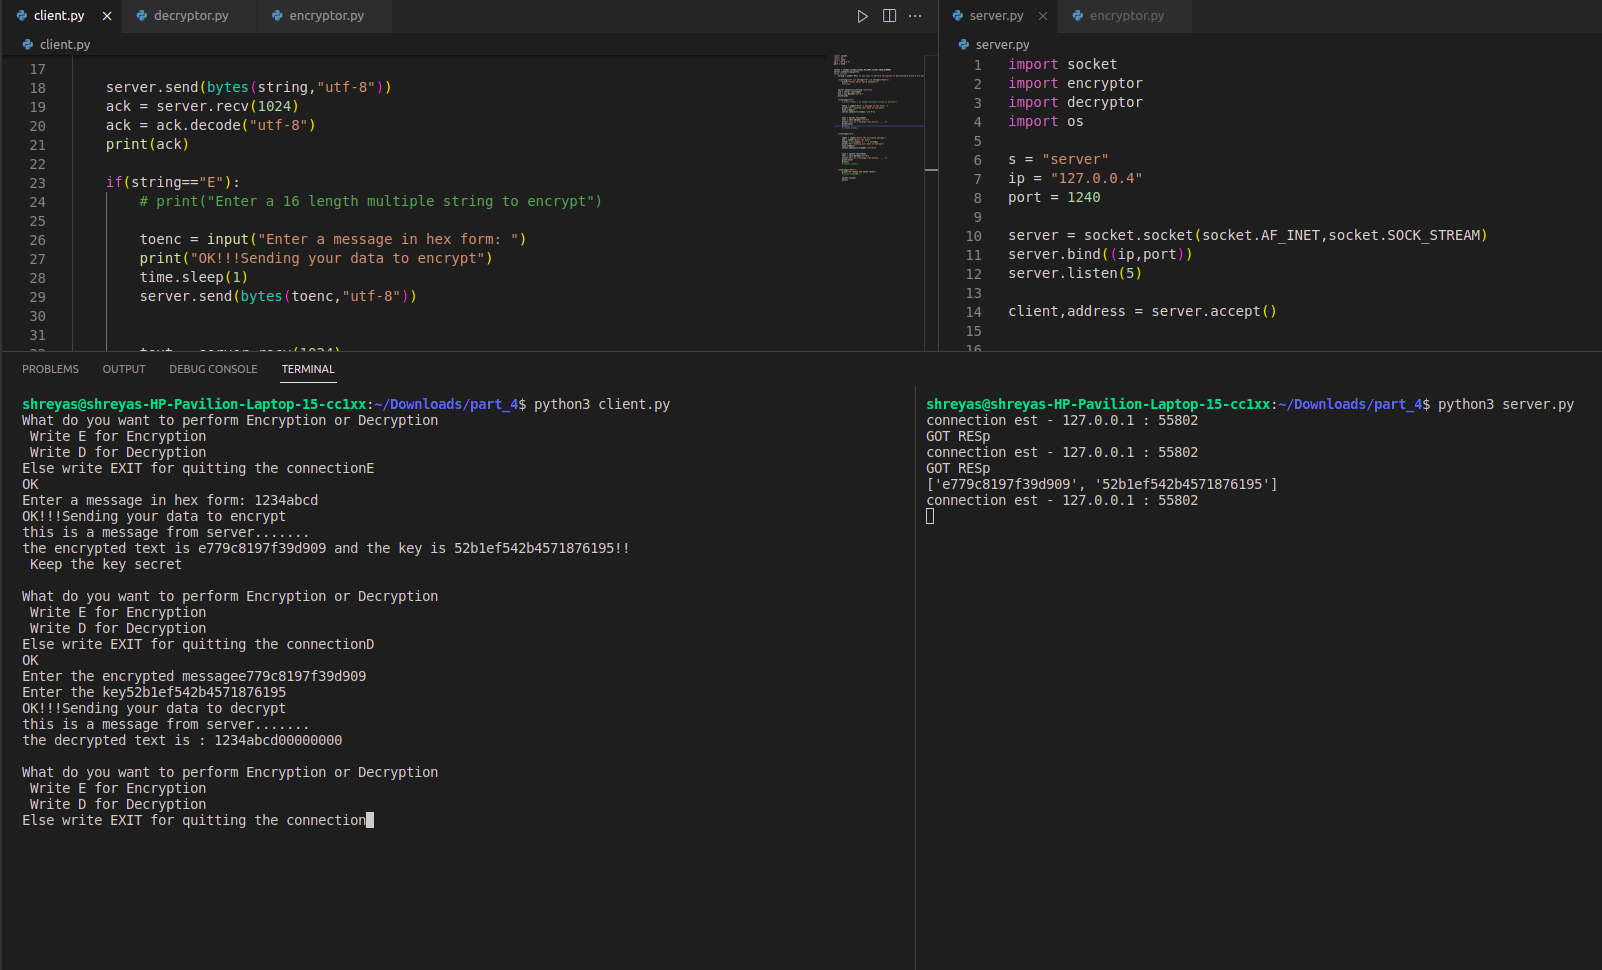 client.py
decryptor.py
encryptor.py
client.py
17
18 server.send(bytes(string,"utf-8"))
19 ack = server.recv(1024)
20 ack = ack.decode("utf-8")
21 print(ack)
22
23 if(string=="E"):
24 # print("Enter a 16 length multiple string to encrypt")
25
26 toenc = input("Enter a message in hex form: ")
27 print("OK!!!Sending your data to encrypt")
28 time.sleep(1)
29 server.send(bytes(toenc,"utf-8"))
30
31
server.py
encryptor.py
server.py
1 import socket
2 import encryptor
3 import decryptor
4 import os
5
6 s = "server"
7 ip = "127.0.0.4"
8 port = 1240
9
10 server = socket.socket(socket.AF_INET,socket.SOCK_STREAM)
11 server.bind((ip,port))
12 server.listen(5)
13
14 client,address = server.accept()
15
16
PROBLEMS
OUTPUT
DEBUG CONSOLE
TERMINAL
shreyas@shreyas-HP-Pavilion-Laptop-15-cc1xx:~/Downloads/part_4$ python3 client.py
What do you want to perform Encryption or Decryption
Write E for Encryption
Write D for Decryption
Else write EXIT for quitting the connectionE
OK
Enter a message in hex form: 1234abcd
OK!!!Sending your data to encrypt
this is a message from server.......
the encrypted text is e779c8197f39d909 and the key is 52b1ef542b4571876195!!
Keep the key secret
What do you want to perform Encryption or Decryption
Write E for Encryption
Write D for Decryption
Else write EXIT for quitting the connectionD
OK
Enter the encrypted messagee779c8197f39d909
Enter the key52b1ef542b4571876195
OK!!!Sending your data to decrypt
this is a message from server.......
the decrypted text is : 1234abcd00000000
What do you want to perform Encryption or Decryption
Write E for Encryption
Write D for Decryption
Else write EXIT for quitting the connection
shreyas@shreyas-HP-Pavilion-Laptop-15-cc1xx:~/Downloads/part_4$ python3 server.py
connection est - 127.0.0.1 : 55802
GOT RESp
connection est - 127.0.0.1 : 55802
GOT RESp
['e779c8197f39d909', '52b1ef542b4571876195']
connection est - 127.0.0.1 : 55802